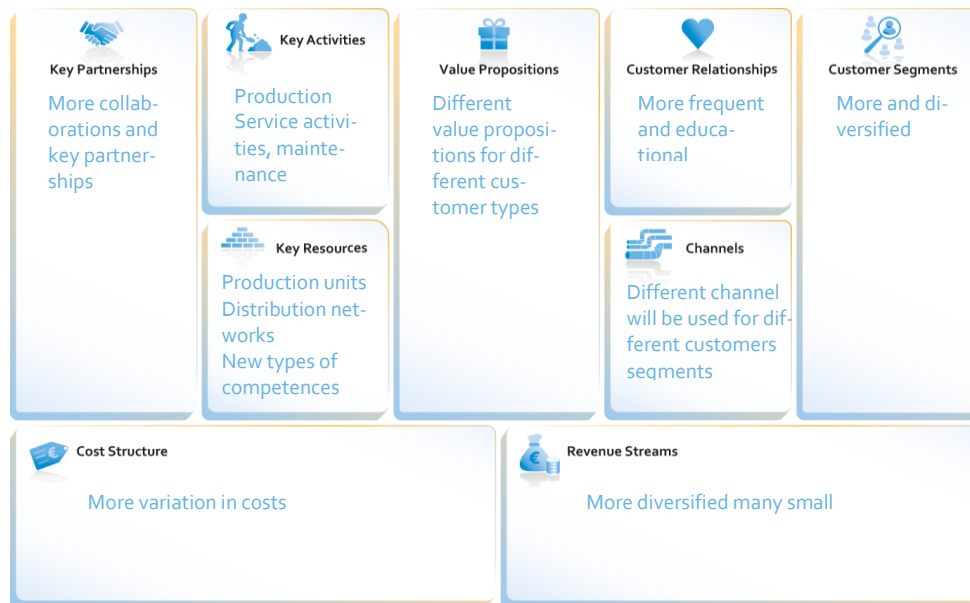 Key Partnerships
More collab-
orations and
key partner-
ships
Key Activities
Production
Service activi-
ties, mainte-
nance
Key Resources
Production units
Distribution net-
works
New types of
competences
Value Propositions
Different
value proposi-
tions for dif-
ferent cus-
tomer types
Customer Relationships
More frequent
and educa-
tional
Channels
Different channel
will be used for dif-
ferent customers
segments
Customer Segments
More and di-
versified
Cost Structure
More variation in costs
Revenue Streams
More diversified many small